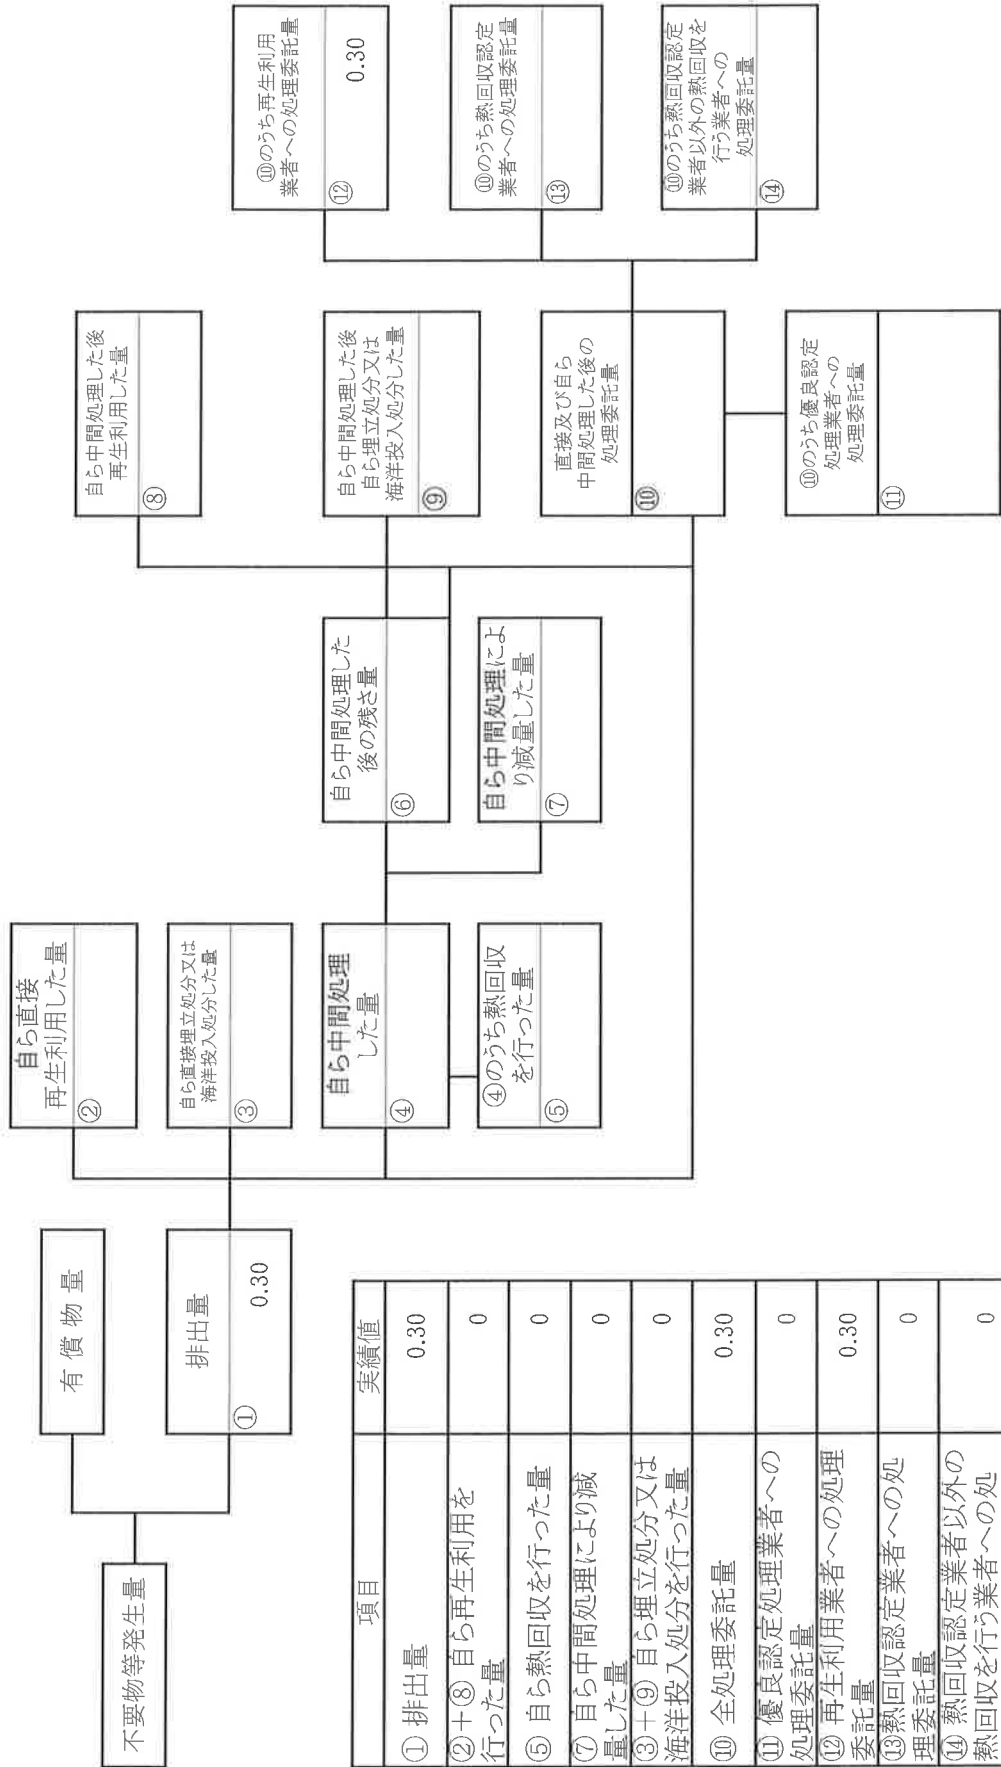 不要物等発生量
有償物量
排出量
①
0.30
自ら直接
再生利用した量
②
自ら直接埋立処分又は
海洋投入処分した量
③
自ら中間処理
した量
④
④のうち熱回収
を行った量
⑤
自ら中間処理した
後の残さ量
⑥
自ら中間処理によ
り減量した量
⑦
自ら中間処理した後
再生利用した量
⑧
自ら中間処理した後
自ら埋立処分又は
海洋投入処分した量
⑨
直接及び自ら
中間処理した後の
処理委託量
⑩
⑩のうち優良認定
処理業者への
処理委託量
⑪
⑩のうち再生利用
業者への処理委託量
⑫
0.30
⑩のうち熱回収認定
業者への処理委託量
⑬
⑩のうち熱回収認定
業者以外の熱回収を
行う業者への
処理委託量
⑭
項目 実績値
① 排出量 0.30
②+⑧ 自ら再生利用を
行った量 0
⑤ 自ら熱回収を行った量 0
⑦ 自ら中間処理により減
量した量 0
③+⑨ 自ら埋立処分又は
海洋投入処分を行った量 0
⑩ 全処理委託量 0.30
⑪ 優良認定処理業者への
処理委託量 0
⑫ 再生利用業者への処理
委託量 0.30
⑬熱回収認定業者への処
理委託量 0
⑭ 熱回収認定業者以外の
熱回収を行う業者への処 0